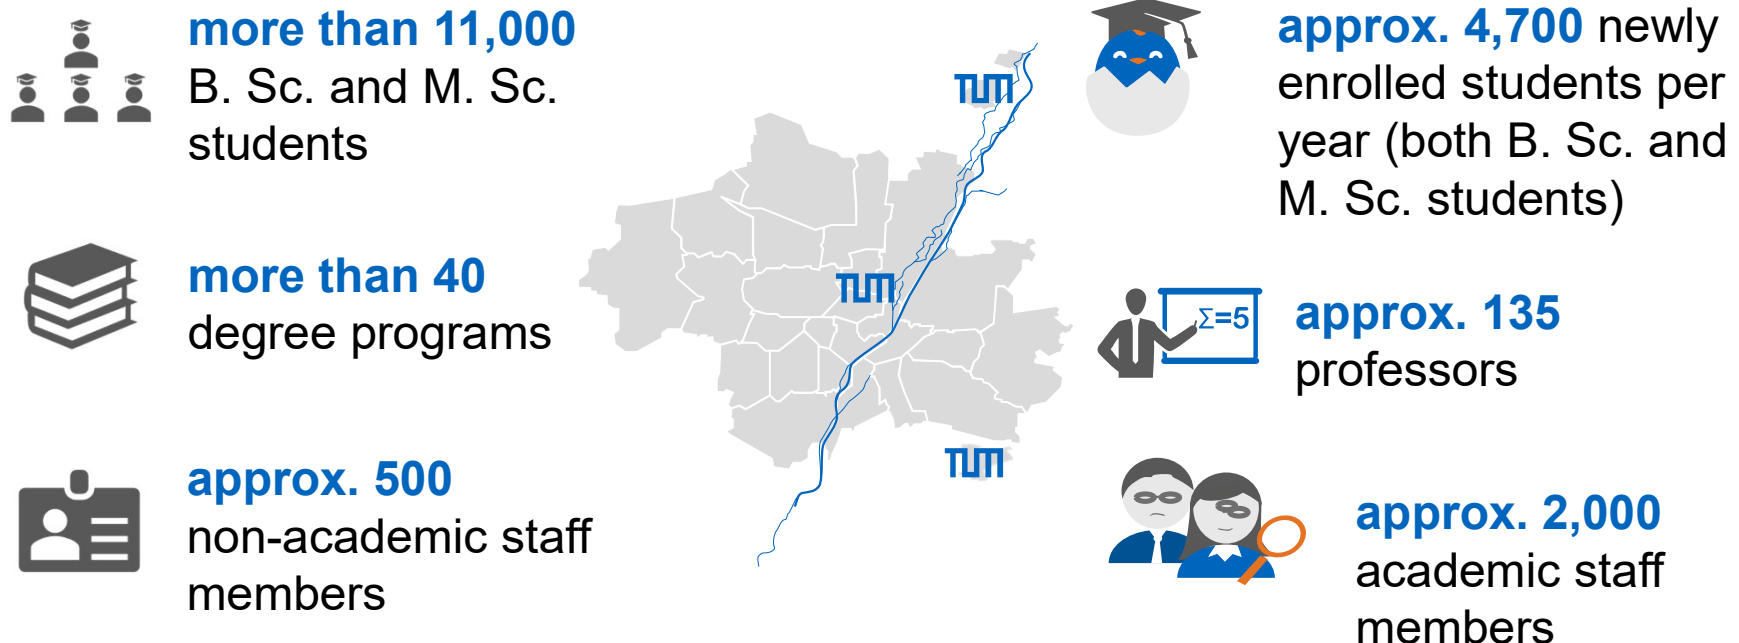 more than 11,000
B. Sc. and M. Sc.
students
more than 40
degree programs
approx. 500
non-academic staff
members
TUM
TUM
TUM
approx. 4,700 newly
enrolled students per
year (both B. Sc. and
M. Sc. students)
Σ=5
approx. 135
professors
approx. 2,000
academic staff
members